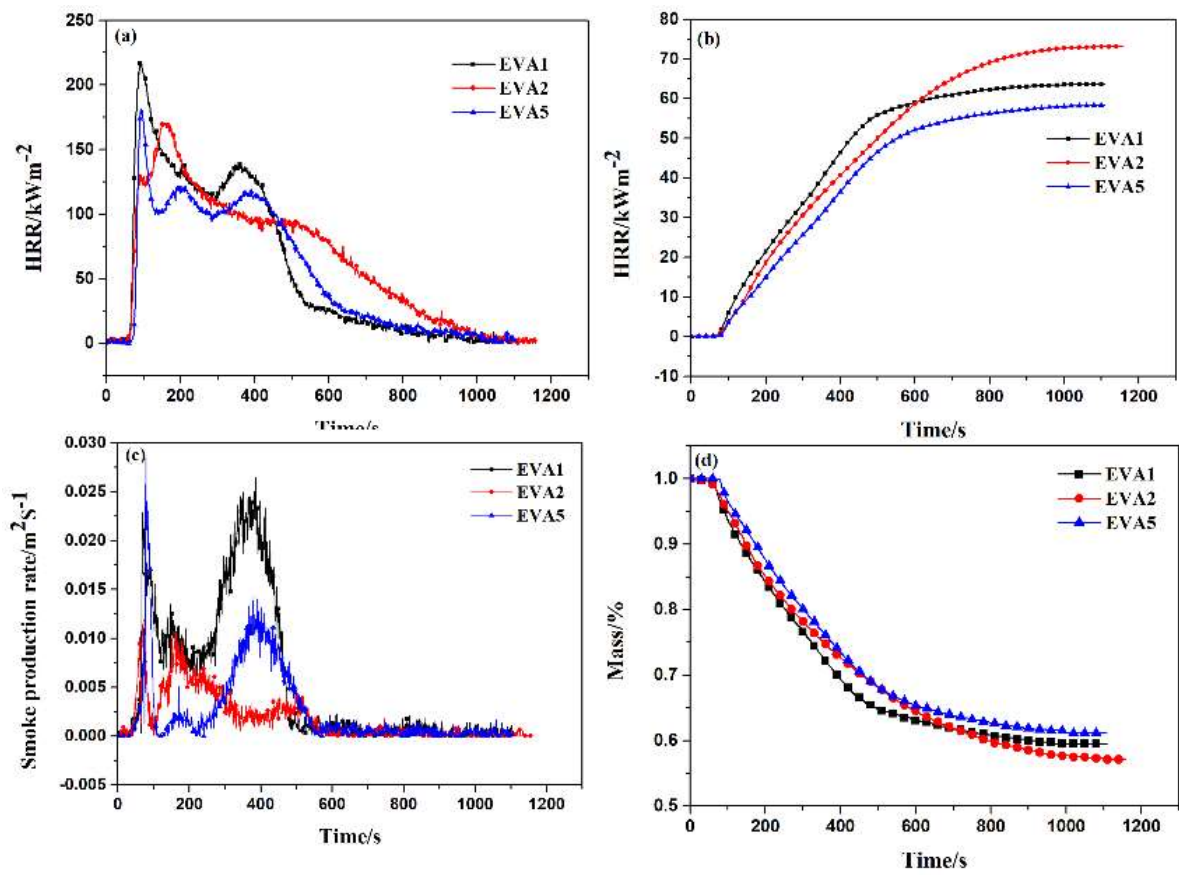 (a)
EVA1
EVA2
EVA5
HRR/kWm-2
250
200
150
100
50
0
0 200 400 600 800 1000 1200
Time/s
(b)
EVA1
EVA2
EVA5
HRR/kWm-2
80
70
60
50
40
30
20
10
0
-10
0 200 400 600 800 1000 1200
Time/s
(c)
EVA1
EVA2
EVA5
Smoke production rate/m2S-1
0.030
0.025
0.020
0.015
0.010
0.005
0.000
-0.005
0 200 400 600 800 1000 1200
Time/s
(d)
EVA1
EVA2
EVA5
Mass/%
1.0
0.9
0.8
0.7
0.6
0.5
0 200 400 600 800 1000 1200
Time/s